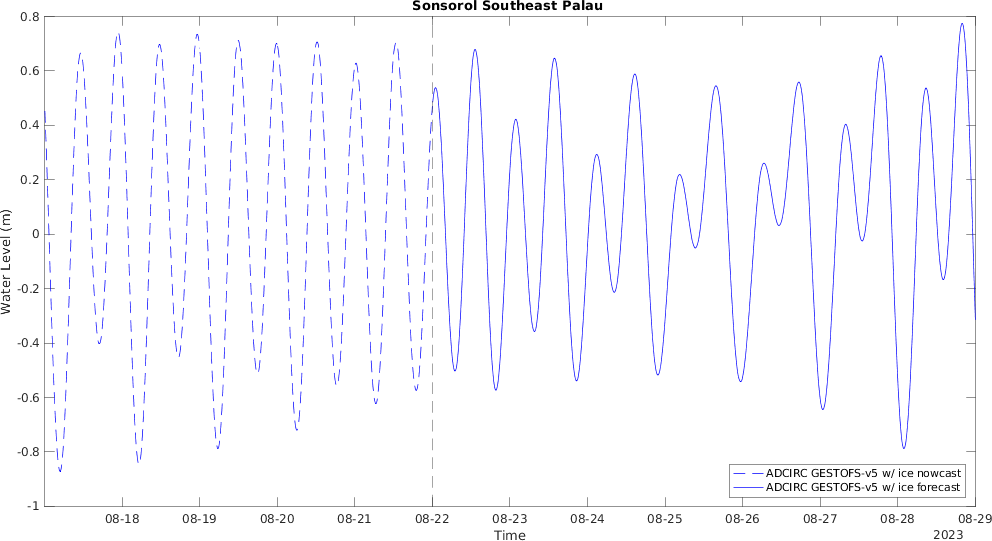 Sonsorol Southeast Palau
0.8
0.6
0.4
0.2
0
-0.2
-0.4
-0.6
-0.8
-1
Water Level (m)
ADCIRC GESTOFS-v5 w/ ice nowcast
ADCIRC GESTOFS-v5 w/ ice forecast
08-18 08-19 08-20 08-21 08-22 08-23 08-24 08-25 08-26 08-27 08-28 08-29
Time
2023